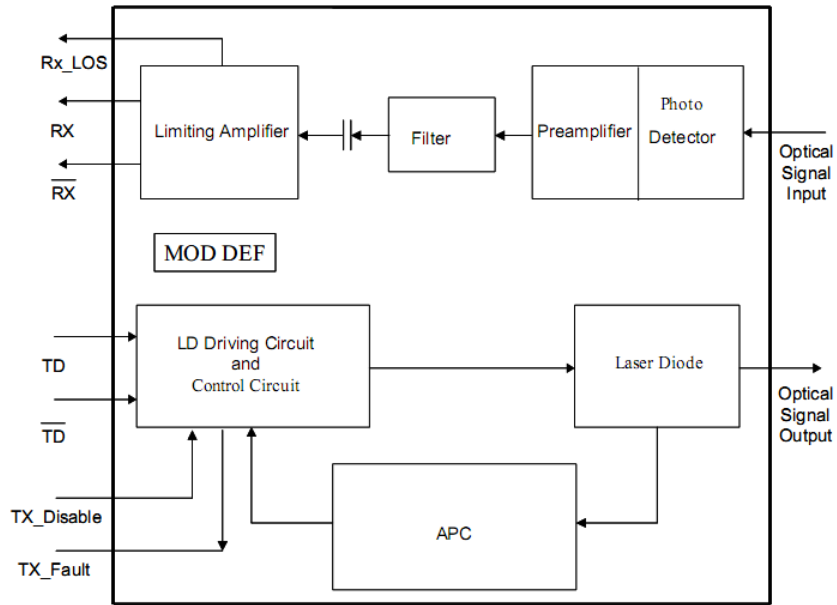 Rx_LOS
RX
RX
Limiting Amplifier
Filter
Preamplifier
Photo
Detector
Optical
Signal
Input
MOD DEF
TD
TD
LD Driving Circuit
and
Control Circuit
Laser Diode
Optical
Signal
Output
TX_Disable
TX_Fault
APC